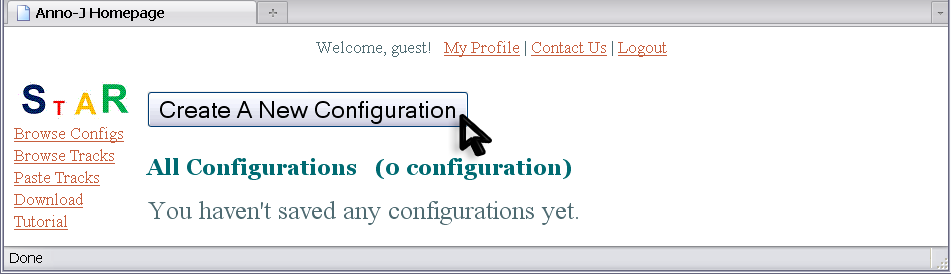 Anno-J Homepage
Welcome, guest! My Profile | Contact Us | Logout
STAR
Create A New Configuration
Browse Configs
Browse Tracks
Paste Tracks
Download
Tutorial
All Configurations (0 configuration)
You haven't saved any configurations yet.
Done